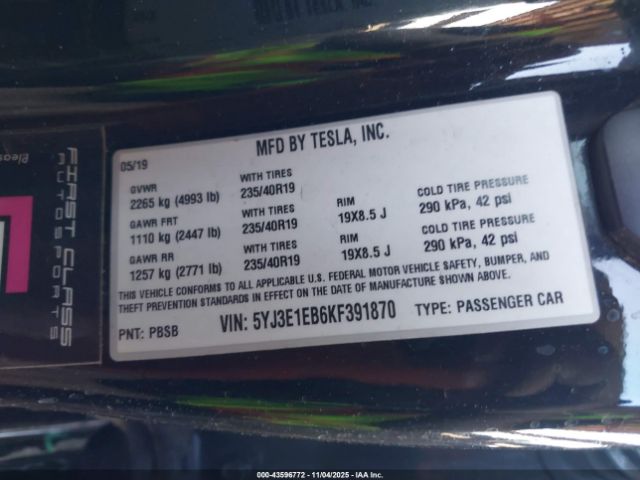 MFD BY TESLA, INC.
05/19
GVWR
2265 kg (4993 lb)
WITH TIRES
235/40R19
GAWR FRT
1110 kg (2447 lb)
WITH TIRES
235/40R19
RIM
19X8.5 J
COLD TIRE PRESSURE
290 kPa, 42 psi
GAWR RR
1257 kg (2771 lb)
WITH TIRES
235/40R19
RIM
19X8.5 J
COLD TIRE PRESSURE
290 kPa, 42 psi
THIS VEHICLE CONFORMS TO ALL APPLICABLE U.S. FEDERAL MOTOR VEHICLE SAFETY, BUMPER, AND
THEFT PREVENTION STANDARDS IN EFFECT ON THE DATE OF MANUFACTURE SHOWN ABOVE.
PNT: PBSB
VIN: 5YJ3E1EB6KF391870
TYPE: PASSENGER CAR
FIRST CLASS
AUTOSPORTS
00-43596772 — 11/04/2025 — IAA Inc.